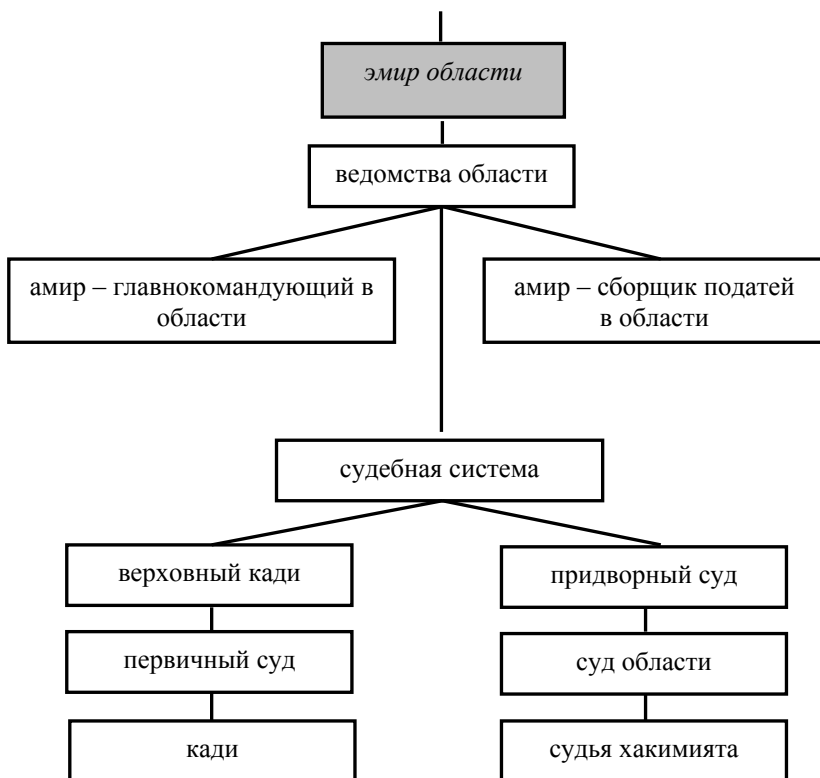 эмир области
ведомства области
амир – главнокомандующий в
области
амир – сборщик податей
в области
судебная система
верховный кади
придворный суд
первичный суд
суд области
кади
судья хакимията